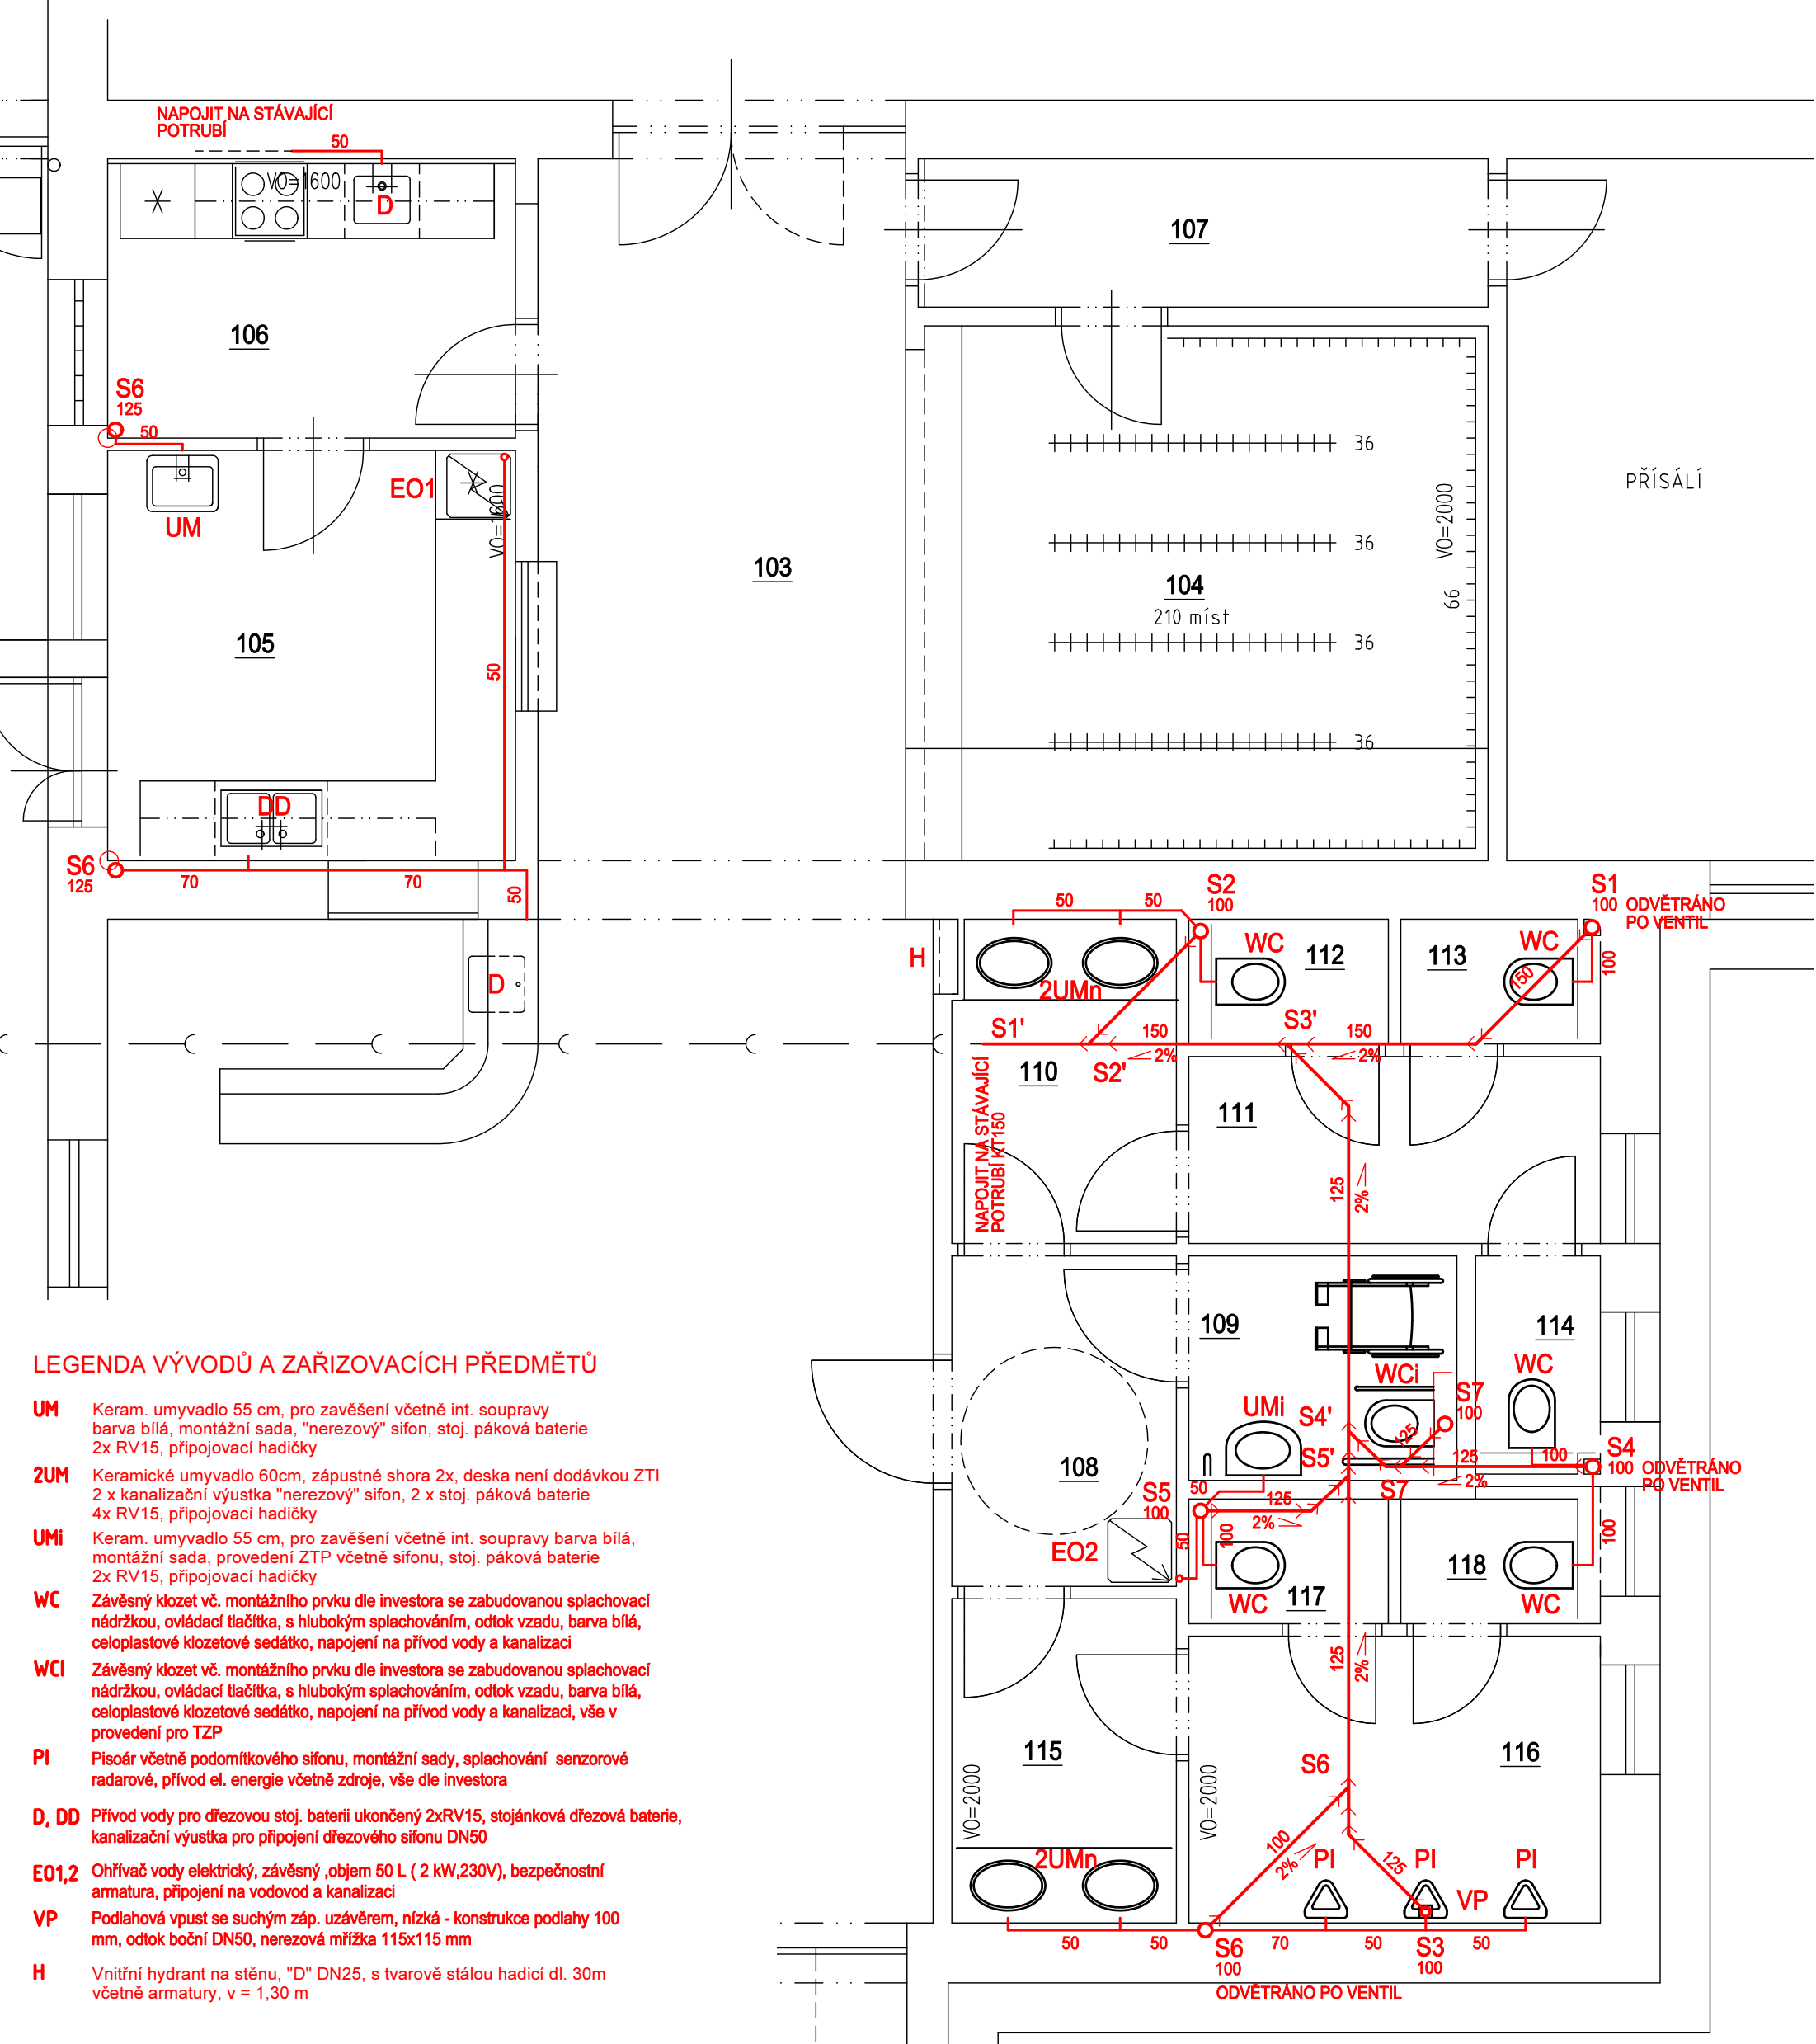 NAPOJIT NA STÁVAJÍCÍ
POTRUBÍ
50
VO=1600
D
107
106
S6
125
50
UM
EO1
VO=1600
103
36
36
36
36
104
210 míst
VO=2000
66
PŘÍSÁLÍ
105
50
DD
S6
125
70
70
50
D
H
50
50
S2
100
S1
100 ODVĚTRÁNO
PO VENTIL
WC
112
113
WC
150
100
2UMn
S1'
150
2%
S3'
150
2%
S2'
110
111
NAPOJIT NA STÁVAJÍCÍ
POTRUBÍ KT150
125
2%
109
114
WCi
WC
S7
100
UMi
S4'
125
S5'
125
100
S4
100 ODVĚTRÁNO
PO VENTIL
2%
S7
108
S5
100
50
125
2%
50
100
100
EO2
118
117
WC
WC
125
2%
115
116
S6
VO=2000
VO=2000
100
2%
125
2UMn
PI
PI
PI
VP
50
50
S6
100
70
50
S3
100
50
ODVĚTRÁNO PO VENTIL
LEGENDA VÝVODŮ A ZAŘIZOVACÍCH PŘEDMĚTŮ
UM Keram. umyvadlo 55 cm, pro zavěšení včetně int. soupravy
barva bílá, montážní sada, "nerezový" sifon, stoj. páková baterie
2x RV15, připojovací hadičky
2UM Keramické umyvadlo 60cm, zápustné shora 2x, deska není dodávkou ZTI
2 x kanalizační výustka "nerezový" sifon, 2 x stoj. páková baterie
4x RV15, připojovací hadičky
UMi Keram. umyvadlo 55 cm, pro zavěšení včetně int. soupravy barva bílá,
montážní sada, provedení ZTP včetně sifonu, stoj. páková baterie
2x RV15, připojovací hadičky
WC Závěsný klozet vč. montážního prvku dle investora se zabudovanou splachovací
nádržkou, ovládací tlačítka, s hlubokým splachováním, odtok vzadu, barva bílá,
celoplastové klozetové sedátko, napojení na přívod vody a kanalizaci
WCI Závěsný klozet vč. montážního prvku dle investora se zabudovanou splachovací
nádržkou, ovládací tlačítka, s hlubokým splachováním, odtok vzadu, barva bílá,
celoplastové klozetové sedátko, napojení na přívod vody a kanalizaci, vše v
provedení pro TZP
PI Pisoár včetně podomítkového sifonu, montážní sady, splachování senzorové
radarové, přívod el. energie včetně zdroje, vše dle investora
D, DD Přívod vody pro dřezovou stoj. baterii ukončený 2xRV15, stojánková dřezová baterie,
kanalizační výustka pro připojení dřezového sifonu DN50
EO1,2 Ohřívač vody elektrický, závěsný ,objem 50 L ( 2 kW,230V), bezpečnostní
armatura, připojení na vodovod a kanalizaci
VP Podlahová vpust se suchým záp. uzávěrem, nízká - konstrukce podlahy 100
mm, odtok boční DN50, nerezová mřížka 115x115 mm
H Vnitřní hydrant na stěnu, "D" DN25, s tvarově stálou hadicí dl. 30m
včetně armatury, v = 1,30 m